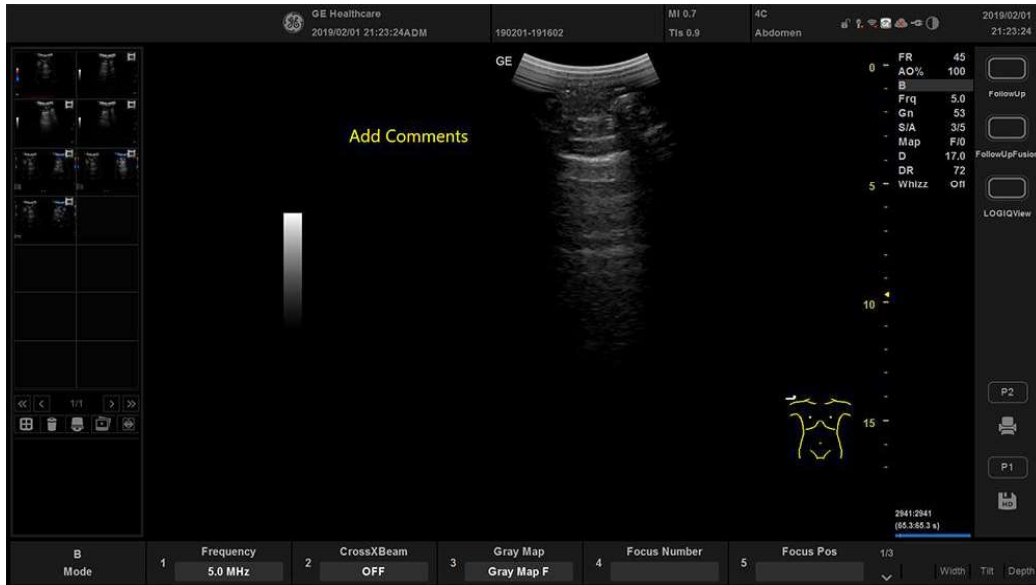 GE Healthcare
2019/02/01 21:23:24ADM
190201-191602
MI 0.7
TIs 0.9
4C
Abdomen
2019/02/01
21:23:24
GE
Add Comments
0
5
10
15
FR 45
AO% 100
B
Frq 5.0
Gn 53
S/A 3/5
Map F/0
D 17.0
DR 72
Whizz Off
FollowUp
FollowUpFusion
LOGIQView
P2
P1
HD
1/1
2941:2941
(65.3:65.3 s)
B
Mode
1 Frequency
5.0 MHz
2 CrossXBeam
OFF
3 Gray Map
Gray Map F
4 Focus Number
5 Focus Pos
1/3
Width Tilt Depth